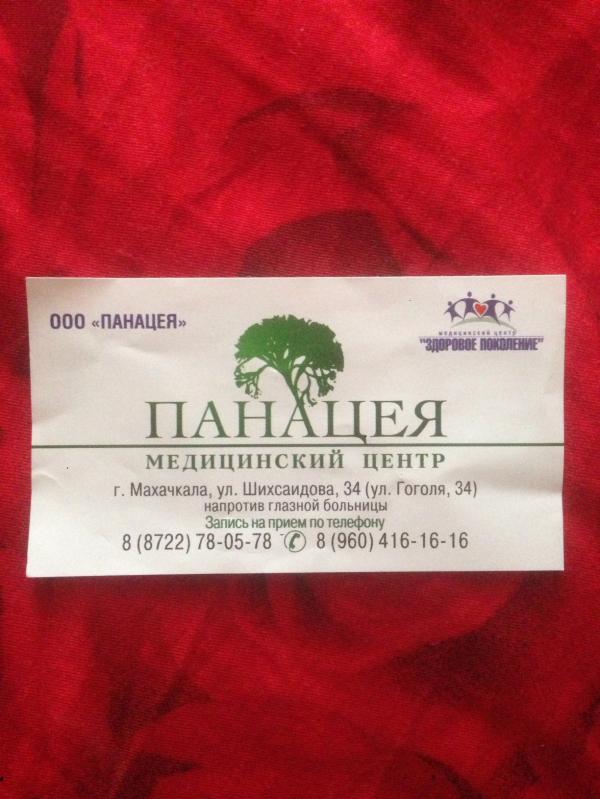 ООО «ПАНАЦЕЯ»
МЕДИЦИНСКИЙ ЦЕНТР
"ЗДОРОВОЕ ПОКОЛЕНИЕ"
ПАНАЦЕЯ
МЕДИЦИНСКИЙ ЦЕНТР
г. Махачкала, ул. Шихсаидова, 34 (ул. Гоголя, 34)
напротив глазной больницы
Запись на прием по телефону
8 (8722) 78-05-78 8 (960) 416-16-16